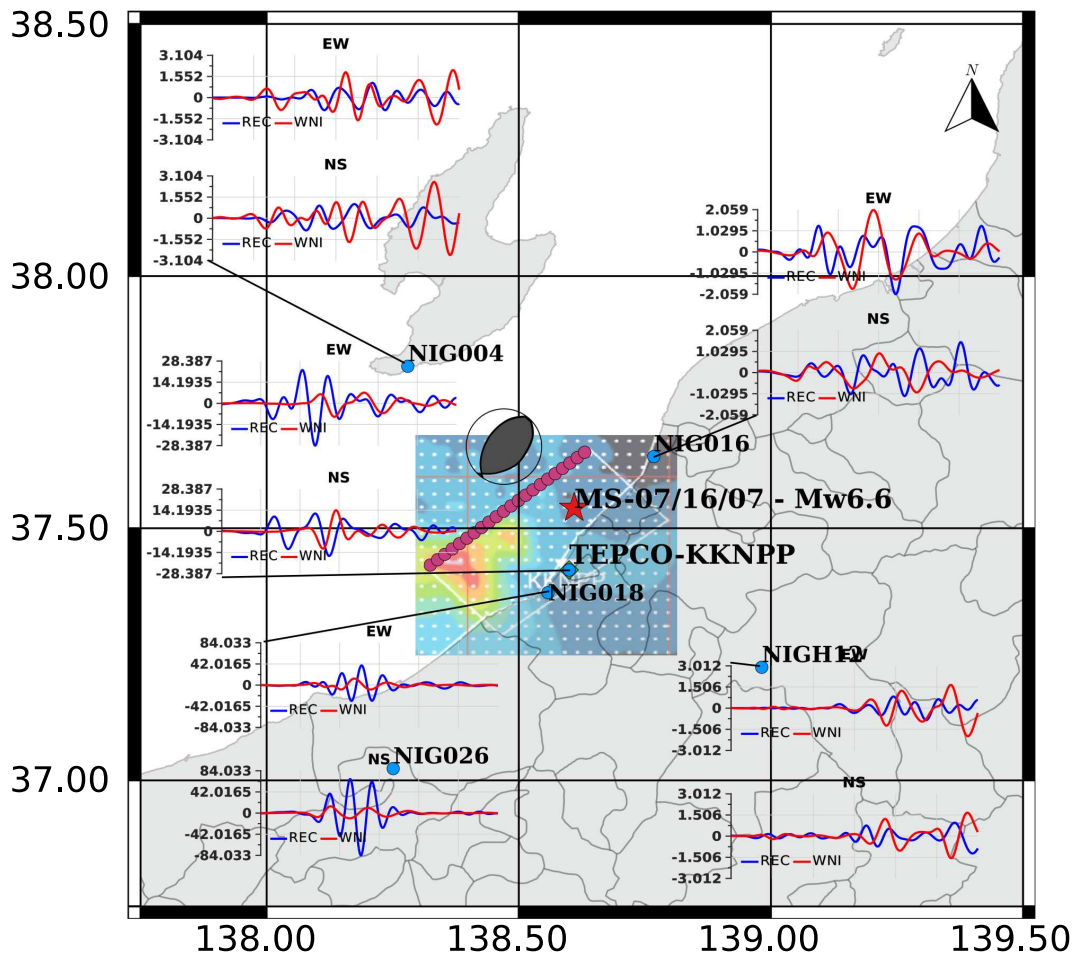 38.50
38.00
37.50
37.00
138.00
138.50
139.00
139.50
N
EW
3.104
1.552
0
-1.552
-3.104
REC
WNI
NS
3.104
1.552
0
-1.552
-3.104
REC
WNI
EW
2.059
1.0295
0
-1.0295
-2.059
REC
WNI
NS
2.059
1.0295
0
-1.0295
-2.059
REC
WNI
NIG004
EW
28.387
14.1935
0
-14.1935
-28.387
REC
WNI
NS
28.387
14.1935
0
-14.1935
-28.387
REC
WNI
NIG016
MS-07/16/07 - Mw6.6
TEPCO-KKNPP
KKNPP
NIG018
EW
84.033
42.0165
0
-42.0165
-84.033
REC
WNI
NS
NIG026
84.033
42.0165
0
-42.0165
-84.033
REC
WNI
NIGH12
EW
3.012
1.506
0
-1.506
-3.012
REC
WNI
NS
3.012
1.506
0
-1.506
-3.012
REC
WNI